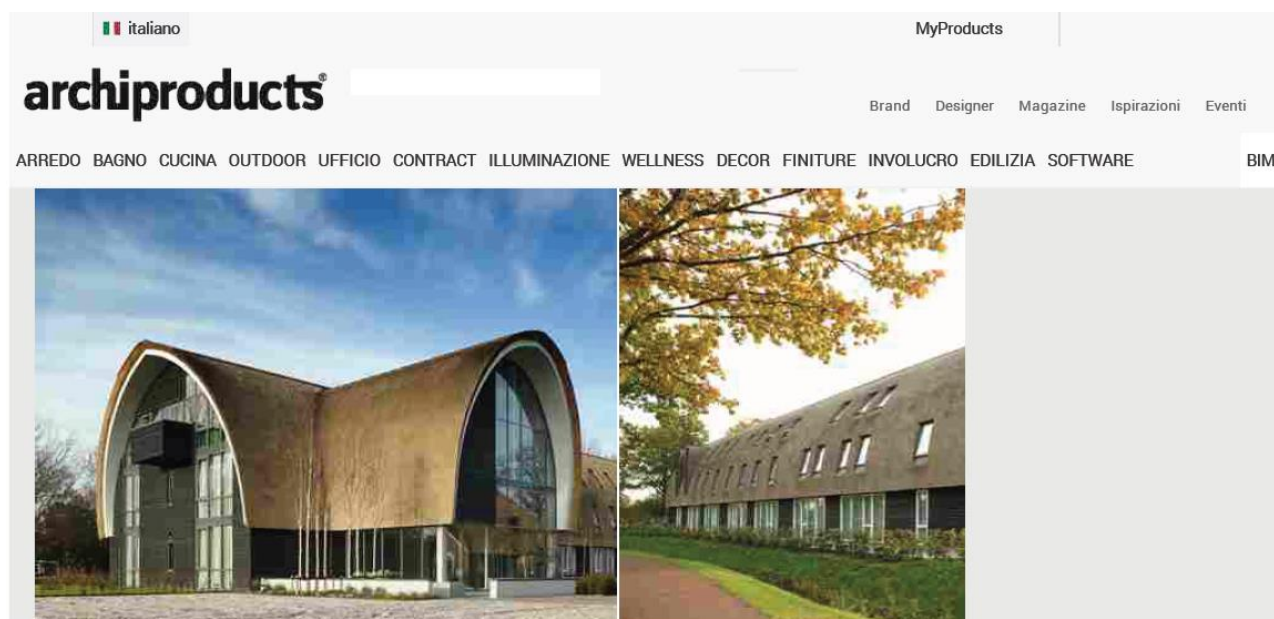 italiano
MyProducts
archiproducts®
Brand Designer Magazine Ispirazioni Eventi
ARREDO BAGNO CUCINA OUTDOOR UFFICIO CONTRACT ILLUMINAZIONE WELLNESS DECOR FINITURE INVOLUCRO EDILIZIA SOFTWARE BIM